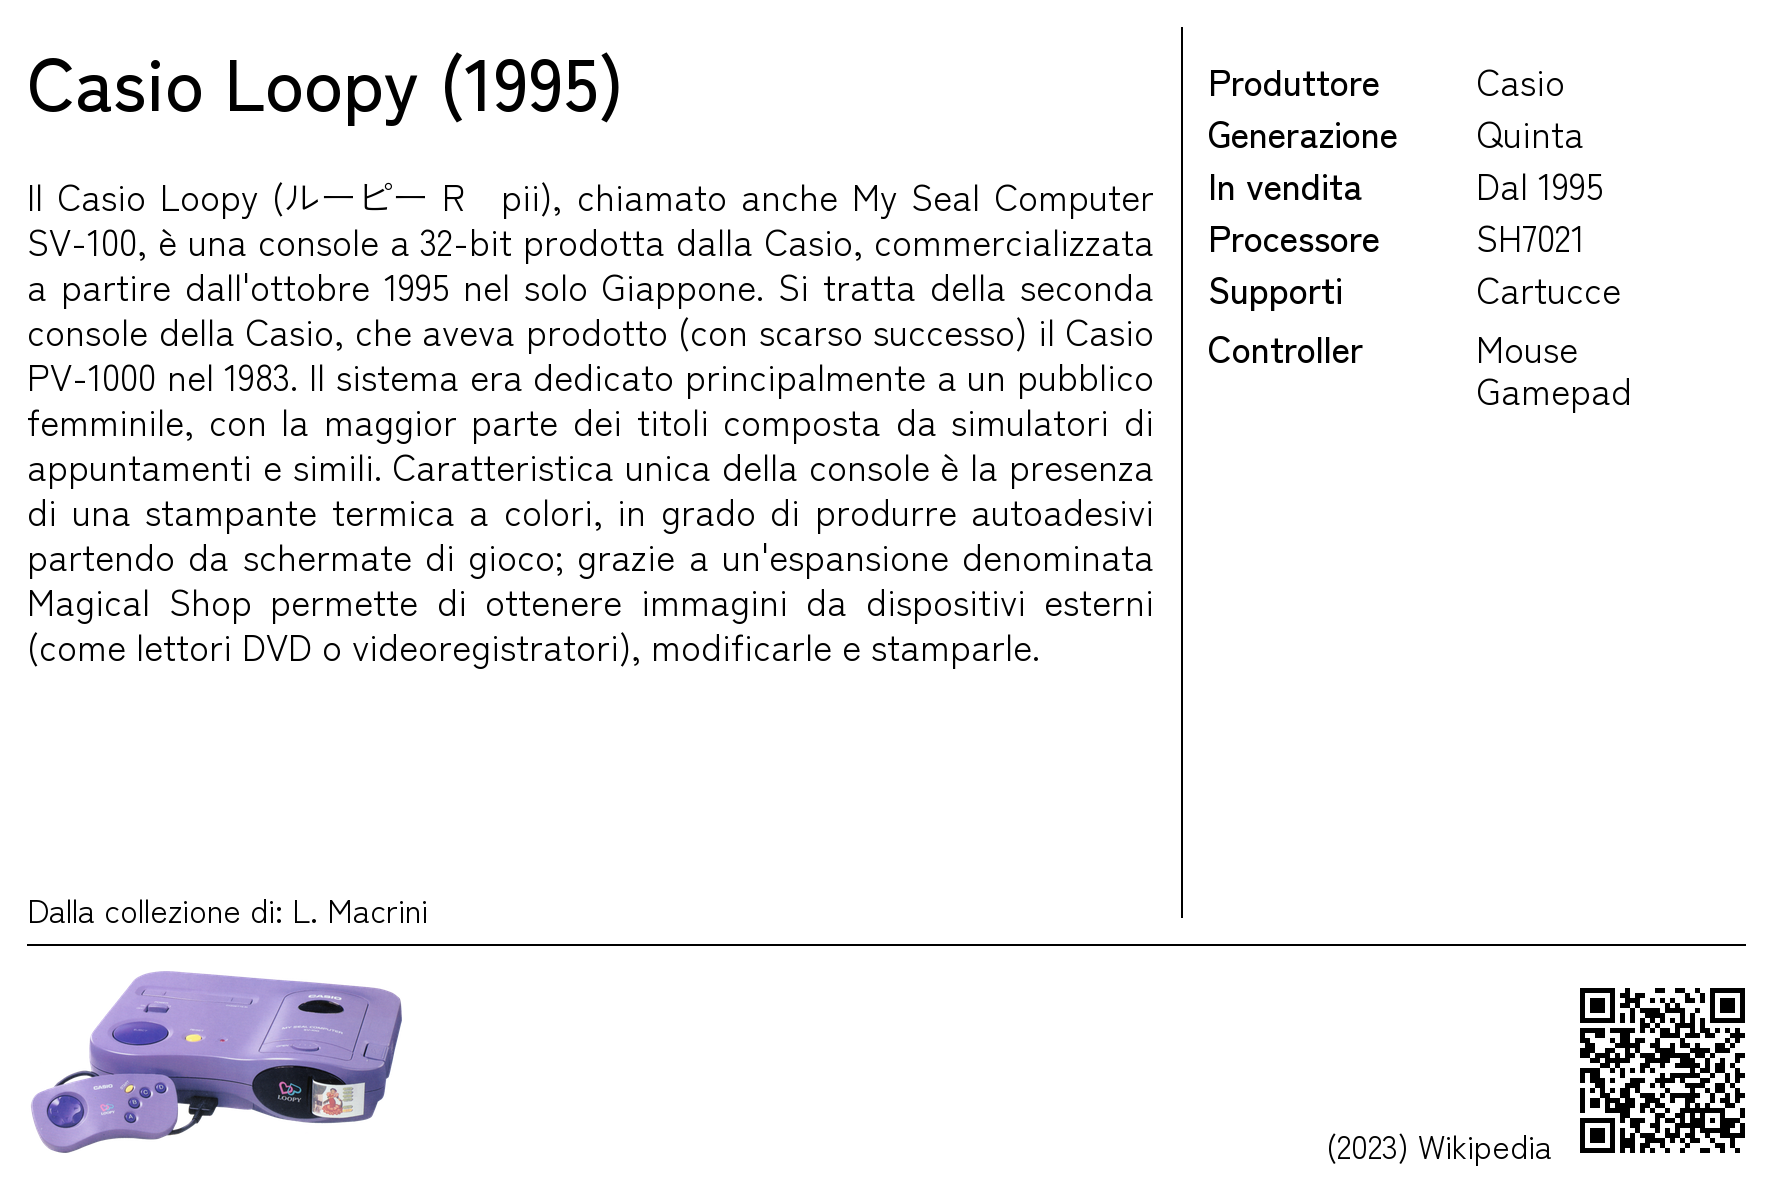 Casio Loopy (1995)
Il Casio Loopy (ルーピー R pii), chiamato anche My Seal Computer
SV-100, è una console a 32-bit prodotta dalla Casio, commercializzata
a partire dall'ottobre 1995 nel solo Giappone. Si tratta della seconda
console della Casio, che aveva prodotto (con scarso successo) il Casio
PV-1000 nel 1983. Il sistema era dedicato principalmente a un pubblico
femminile, con la maggior parte dei titoli composta da simulatori di
appuntamenti e simili. Caratteristica unica della console è la presenza
di una stampante termica a colori, in grado di produrre autoadesivi
partendo da schermate di gioco; grazie a un'espansione denominata
Magical Shop permette di ottenere immagini da dispositivi esterni
(come lettori DVD o videoregistratori), modificarle e stamparle.
Dalla collezione di: L. Macrini
Produttore Casio
Generazione Quinta
In vendita Dal 1995
Processore SH7021
Supporti Cartucce
Controller Mouse
Gamepad
CASIO
MY SEAL COMPUTER
LOOPY
CASIO
LOOPY
(2023) Wikipedia